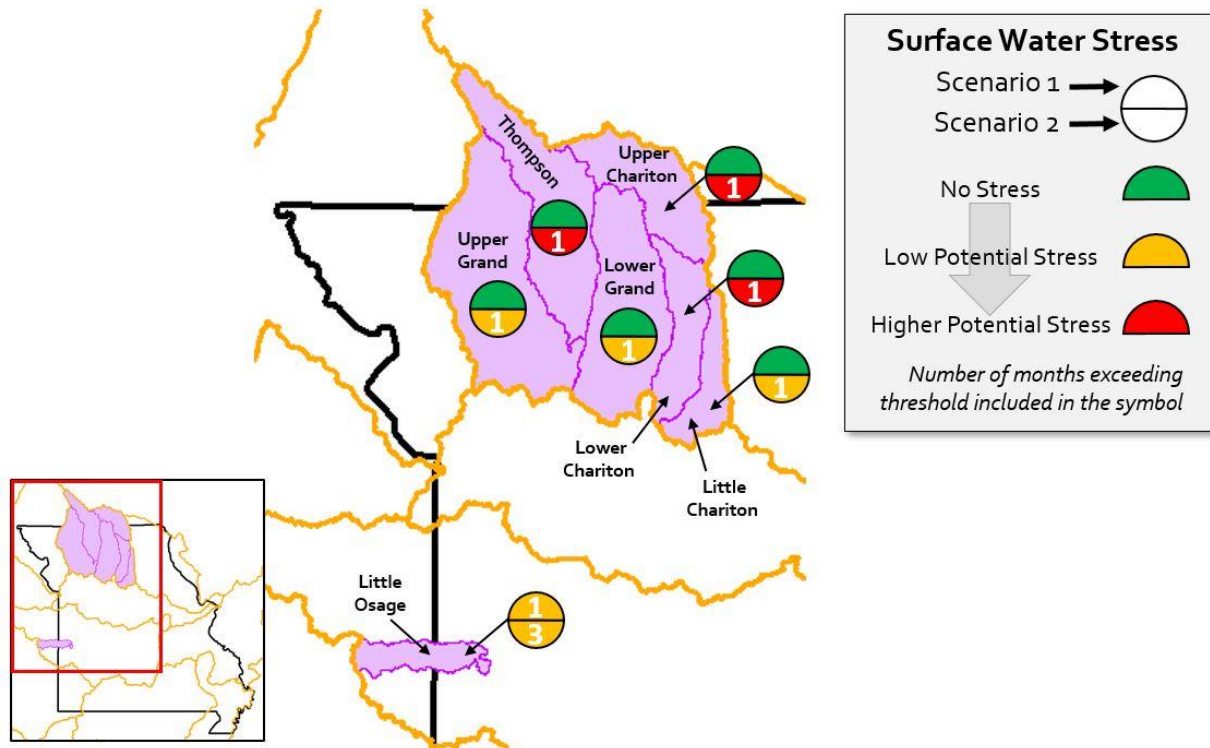 Surface Water Stress
Scenario 1
Scenario 2
No Stress
Low Potential Stress
Higher Potential Stress
Number of months exceeding
threshold included in the symbol
Thompson
Upper
Chariton
1
1
Upper
Grand
1
Lower
Grand
1
1
1
Lower
Chariton
Little
Chariton
Little
Osage
1
3